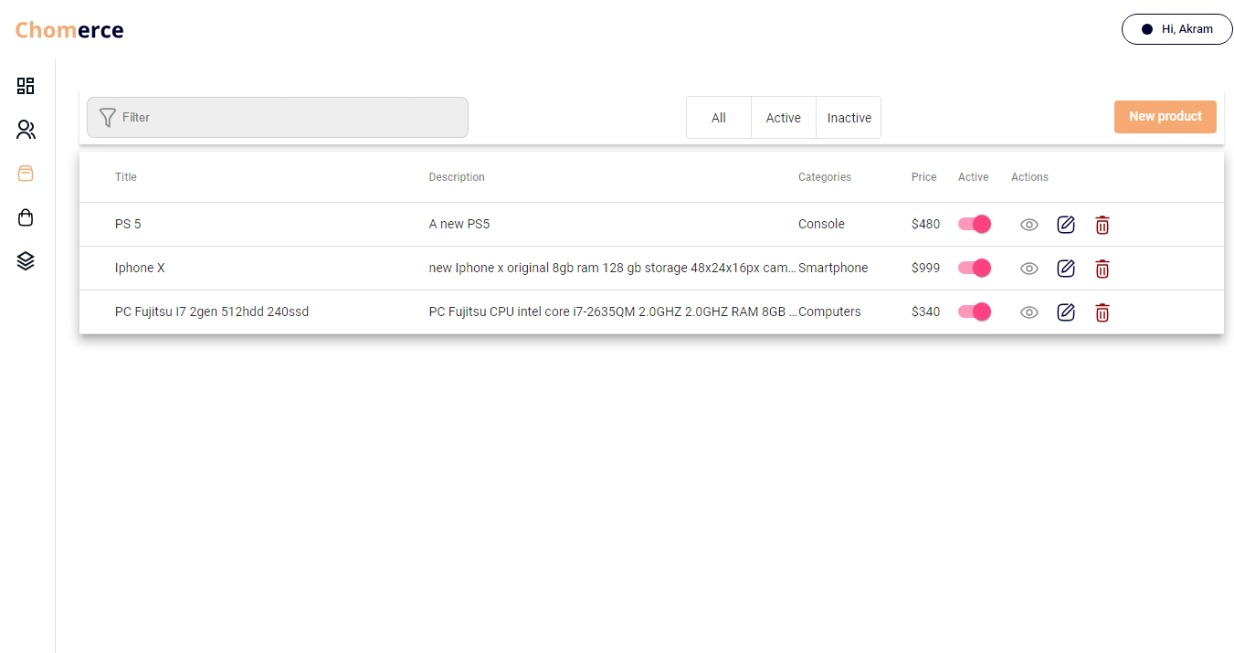 Chomerce
Hi, Akram
Filter
All Active Inactive
New product
Title Description Categories Price Active Actions
PS 5 A new PS5 Console $480
Iphone X new Iphone x original 8gb ram 128 gb storage 48x24x16px cam... Smartphone $999
PC Fujitsu I7 2gen 512hdd 240ssd PC Fujitsu CPU intel core i7-2635QM 2.0GHZ 2.0GHZ RAM 8GB ... Computers $340